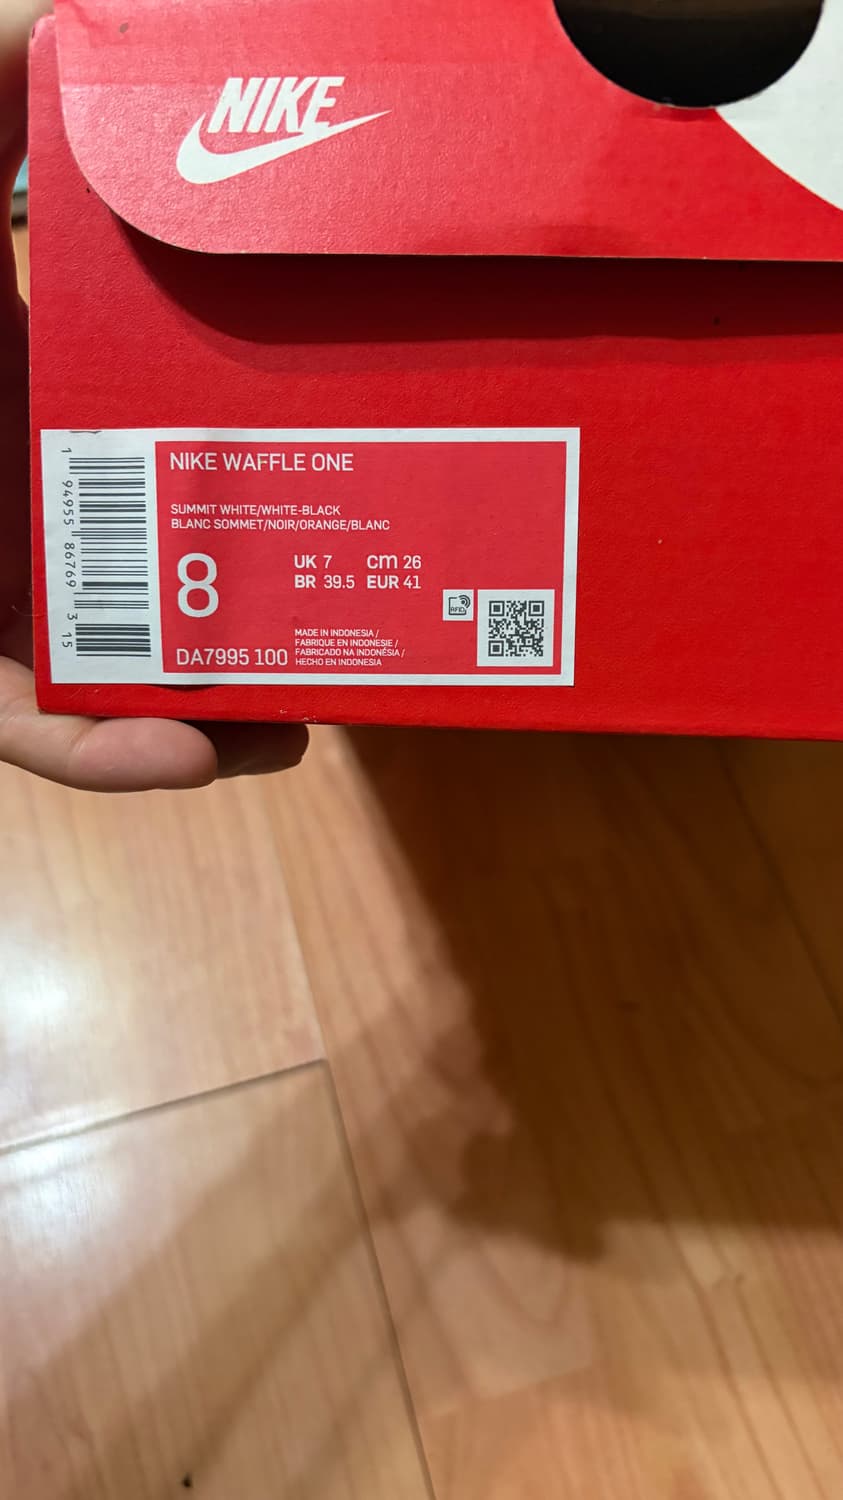 NIKE
NIKE WAFFLE ONE
SUMMIT WHITE/WHITE-BLACK
BLANC SOMMET/NOIR/ORANGE/BLANC
8
UK 7 cm 26
BR 39.5 EUR 41
RFID
MADE IN INDONESIA /
FABRIQUE EN INDONESIE /
FABRICADO NA INDONÉSIA /
HECHO EN INDONESIA
DA7995 100
1 94955 86769 3 15